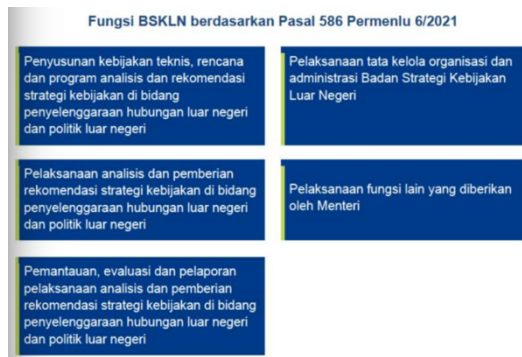 Fungsi BSKLN berdasarkan Pasal 586 Permenlu 6/2021
Penyusunan kebijakan teknis, rencana
dan program analisis dan rekomendasi
strategi kebijakan di bidang
penyelenggaraan hubungan luar negeri
dan politik luar negeri
Pelaksanaan analisis dan pemberian
rekomendasi strategi kebijakan di bidang
penyelenggaraan hubungan luar negeri
dan politik luar negeri
Pemantauan, evaluasi dan pelaporan
pelaksanaan analisis dan pemberian
rekomendasi strategi kebijakan di bidang
penyelenggaraan hubungan luar negeri
dan politik luar negeri
Pelaksanaan tata kelola organisasi dan
administrasi Badan Strategi Kebijakan
Luar Negeri
Pelaksanaan fungsi lain yang diberikan
oleh Menteri